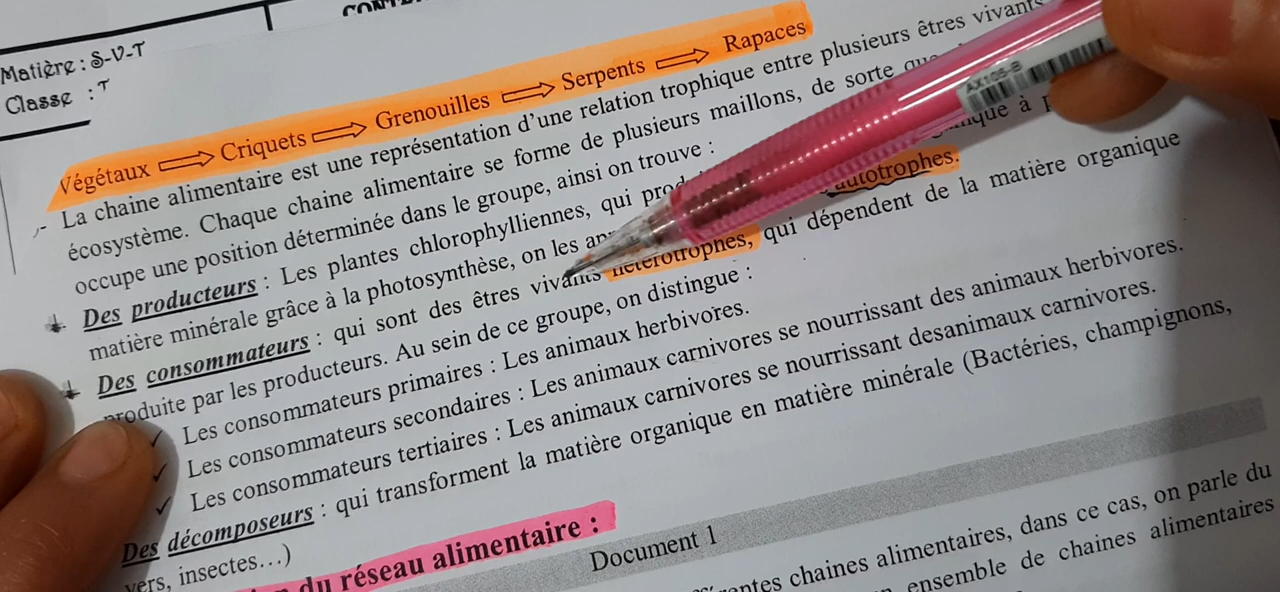 Matière : S-V-T
Classe : T
Végétaux ⇒ Criquets ⇒ Grenouilles ⇒ Serpents ⇒ Rapaces
La chaine alimentaire est une représentation d'une relation trophique entre plusieurs êtres vivants
écosystème. Chaque chaine alimentaire se forme de plusieurs maillons, de sorte que
occupe une position déterminée dans le groupe, ainsi on trouve :
Des producteurs : Les plantes chlorophylliennes, qui à
matière minérale grâce à la photosynthèse, on les autotrophes.
Des consommateurs : qui sont des êtres vivants hétérotrophes, qui dépendent de la matière organique
produite par les producteurs. Au sein de ce groupe, on distingue :
✓ Les consommateurs primaires : Les animaux herbivores.
✓ Les consommateurs secondaires : Les animaux carnivores se nourrissant des animaux herbivores.
✓ Les consommateurs tertiaires : Les animaux carnivores se nourrissant desanimaux carnivores.
Des décomposeurs : qui transforment la matière organique en matière minérale (Bactéries, champignons,
vers, insectes…)
du réseau alimentaire :
Document 1
chaines alimentaires, dans ce cas, on parle du
ensemble de chaines alimentaires
AX105-B